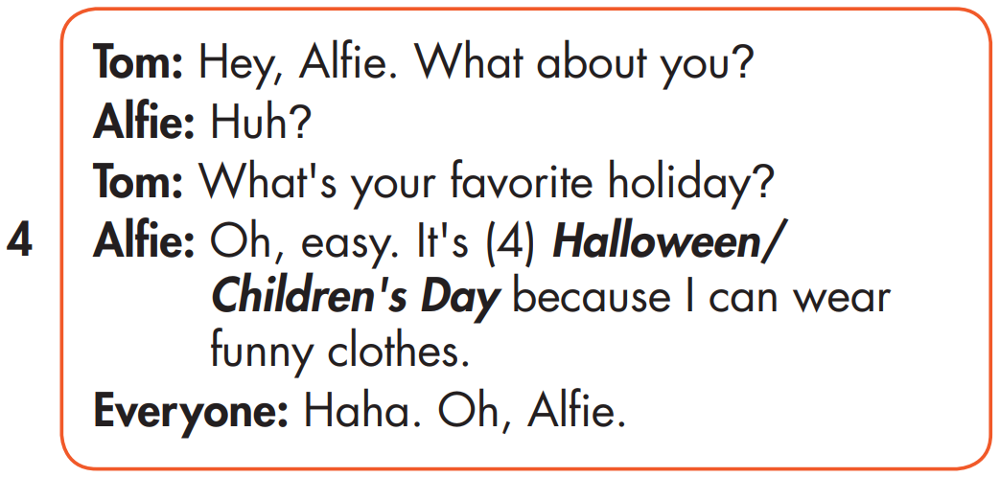 Tom: Hey, Alfie. What about you?
Alfie: Huh?
Tom: What's your favorite holiday?
4 Alfie: Oh, easy. It's (4) Halloween/
Children's Day because I can wear
funny clothes.
Everyone: Haha. Oh, Alfie.